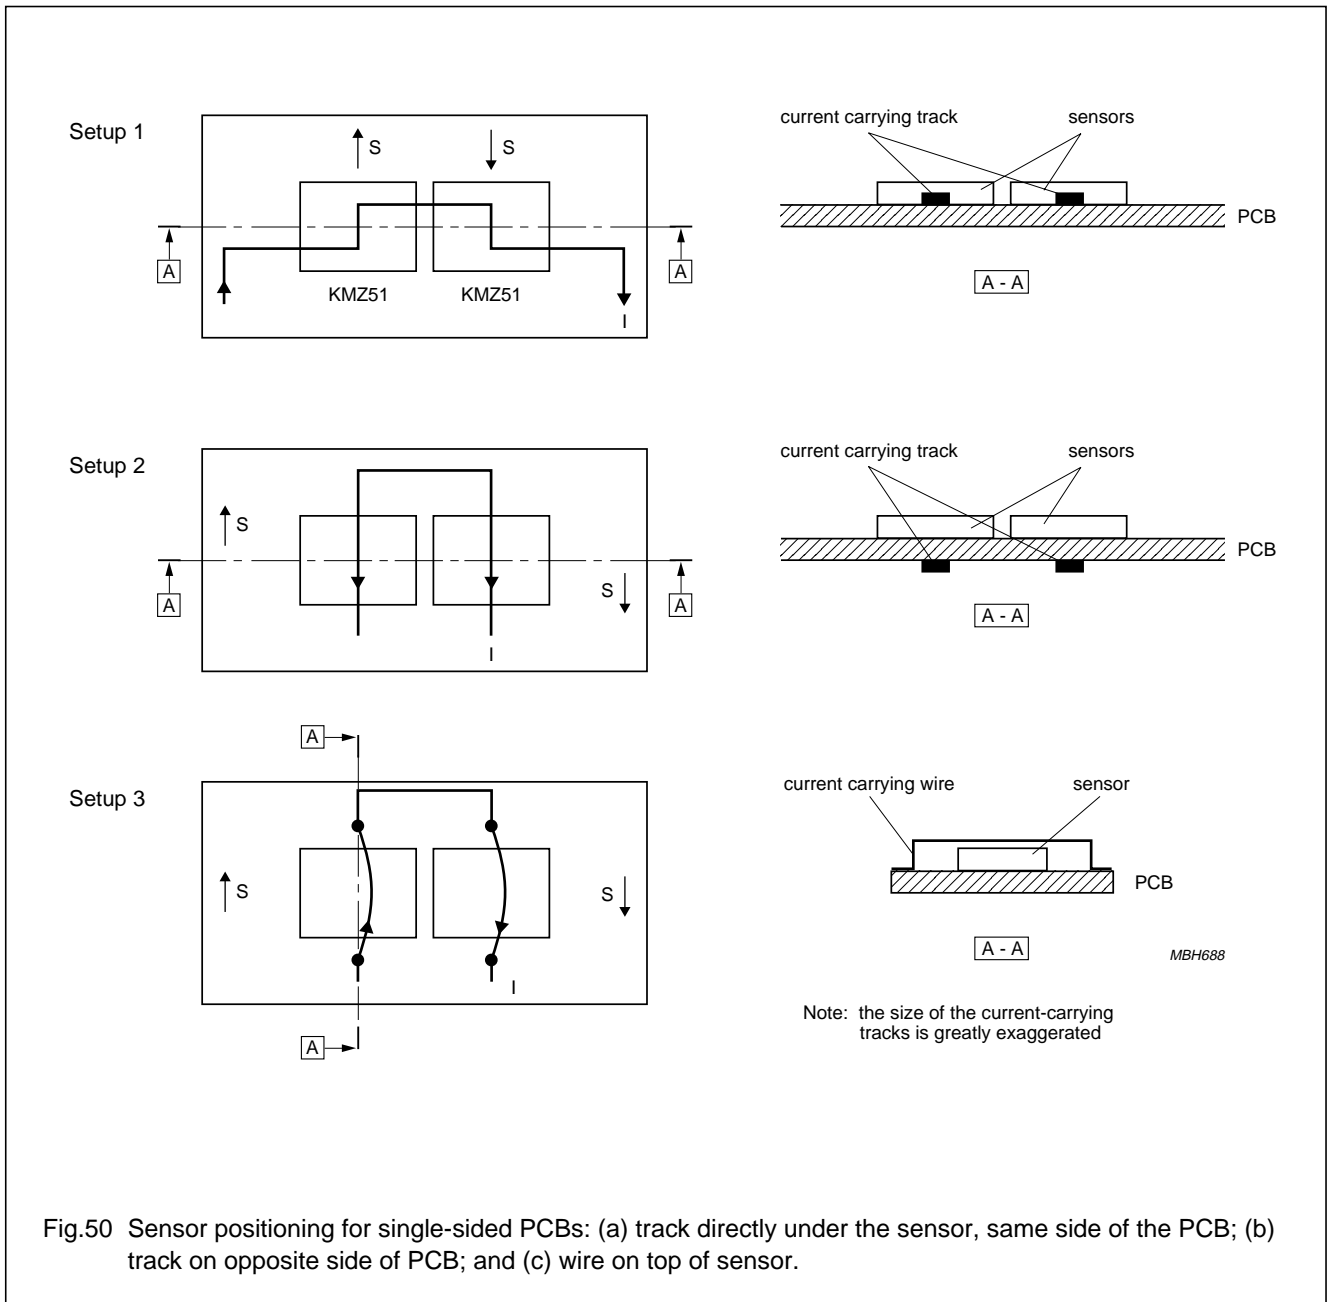 Setup 1
S
S
A
A
KMZ51
KMZ51
I
current carrying track
sensors
PCB
A - A
Setup 2
S
S
A
A
I
current carrying track
sensors
PCB
A - A
A
Setup 3
S
S
I
A
current carrying wire
sensor
PCB
A - A
MBH688
Note: the size of the current-carrying
tracks is greatly exaggerated
Fig.50 Sensor positioning for single-sided PCBs: (a) track directly under the sensor, same side of the PCB; (b)
track on opposite side of PCB; and (c) wire on top of sensor.